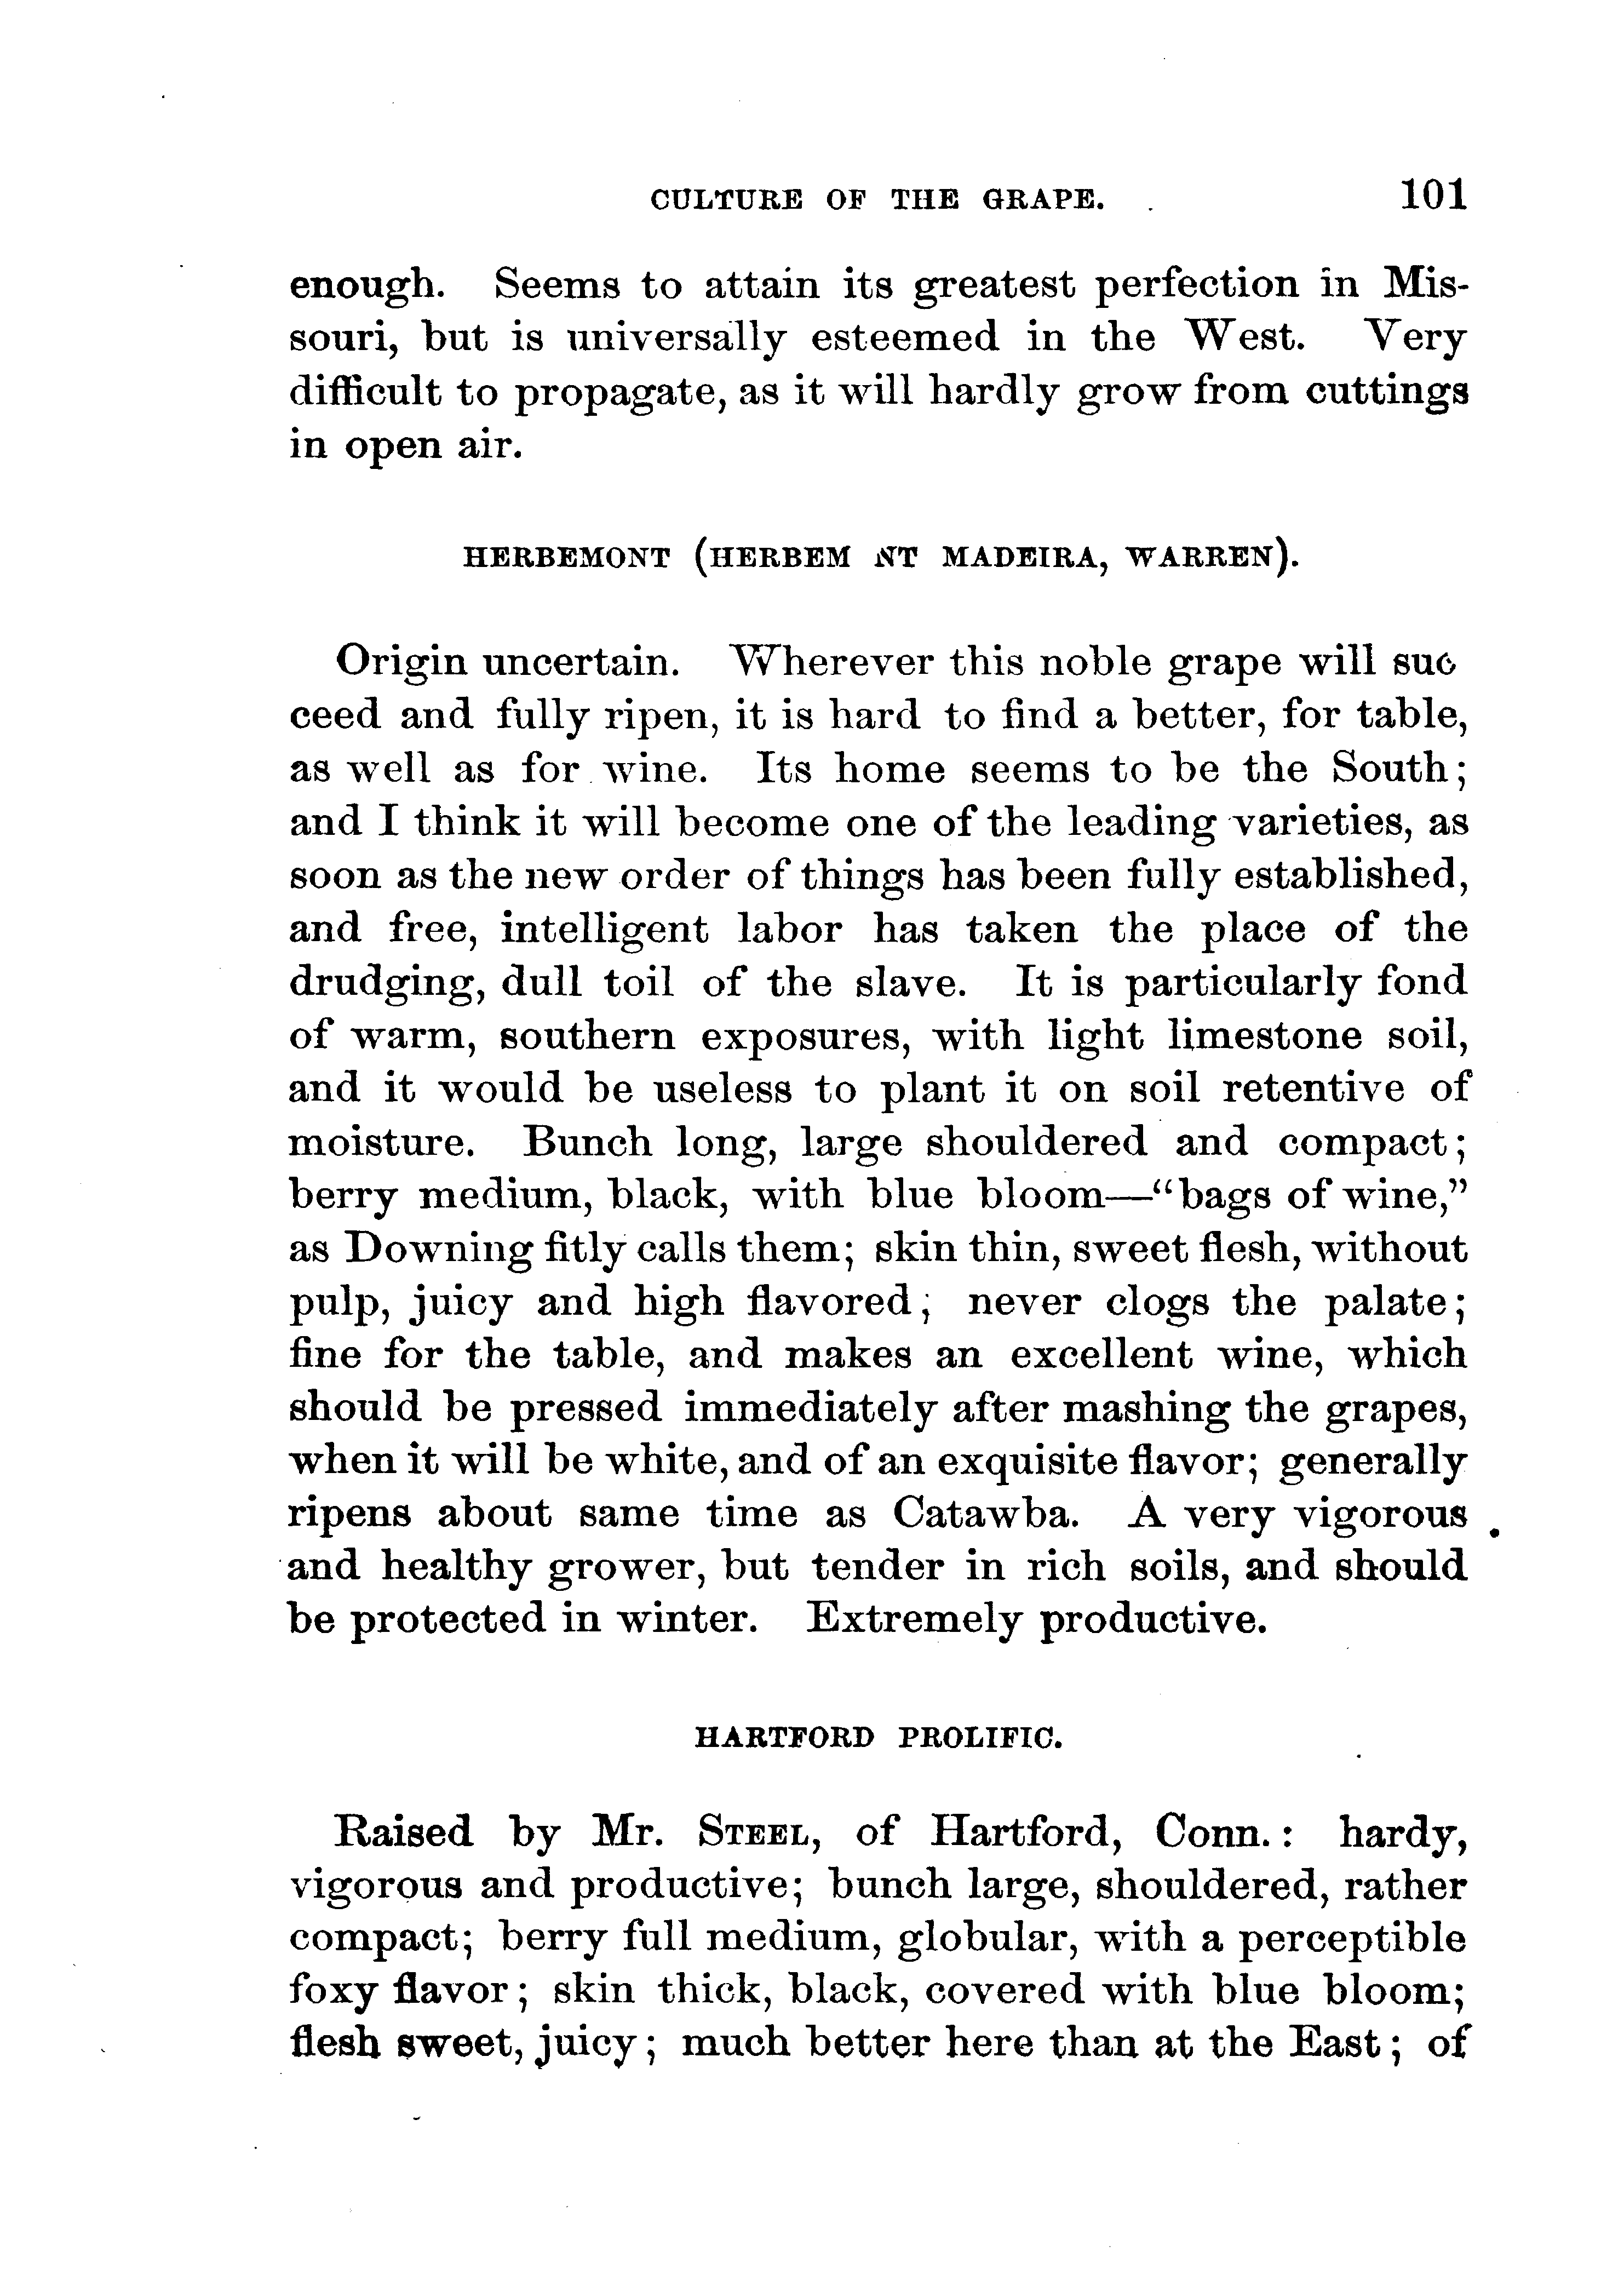 CULTURE OF THE GRAPE. 101
enough. Seems to attain its greatest perfection in Mis-
souri, but is universally esteemed in the West. Very
difficult to propagate, as it will hardly grow from cuttings
in open air.
HERBEMONT (HERBEM NT MADEIRA, WARREN).
Origin uncertain. Wherever this noble grape will suc
ceed and fully ripen, it is hard to find a better, for table,
as well as for wine. Its home seems to be the South;
and I think it will become one of the leading varieties, as
soon as the new order of things has been fully established,
and free, intelligent labor has taken the place of the
drudging, dull toil of the slave. It is particularly fond
of warm, southern exposures, with light limestone soil,
and it would be useless to plant it on soil retentive of
moisture. Bunch long, large shouldered and compact;
berry medium, black, with blue bloom—“bags of wine,”
as Downing fitly calls them; skin thin, sweet flesh, without
pulp, juicy and high flavored; never clogs the palate;
fine for the table, and makes an excellent wine, which
should be pressed immediately after mashing the grapes,
when it will be white, and of an exquisite flavor; generally
ripens about same time as Catawba. A very vigorous
and healthy grower, but tender in rich soils, and should
be protected in winter. Extremely productive.
HARTFORD PROLIFIC.
Raised by Mr. STEEL, of Hartford, Conn.: hardy,
vigorous and productive; bunch large, shouldered, rather
compact; berry full medium, globular, with a perceptible
foxy flavor; skin thick, black, covered with blue bloom;
flesh sweet, juicy; much better here than at the East; of